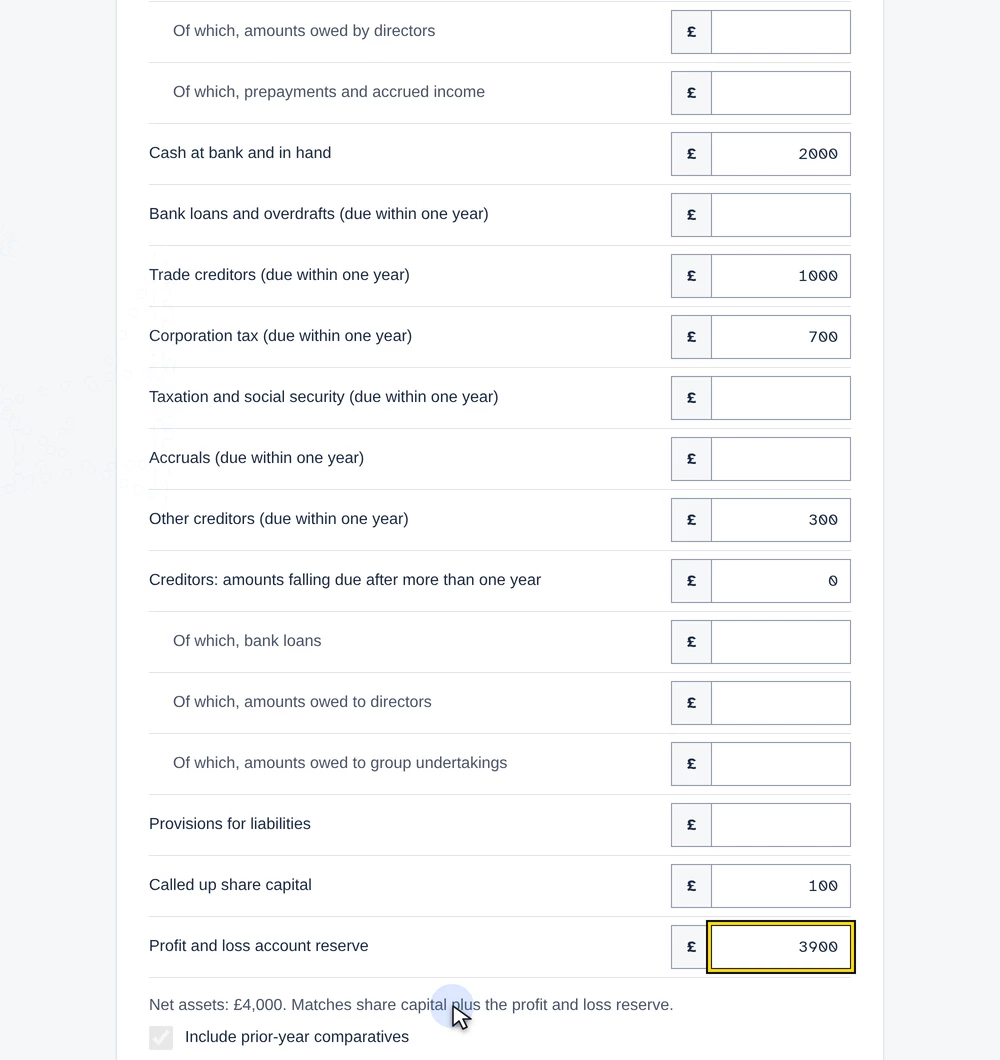 Of which, amounts owed by directors £
Of which, prepayments and accrued income £
Cash at bank and in hand £ 2000
Bank loans and overdrafts (due within one year) £
Trade creditors (due within one year) £ 1000
Corporation tax (due within one year) £ 700
Taxation and social security (due within one year) £
Accruals (due within one year) £
Other creditors (due within one year) £ 300
Creditors: amounts falling due after more than one year £ 0
Of which, bank loans £
Of which, amounts owed to directors £
Of which, amounts owed to group undertakings £
Provisions for liabilities £
Called up share capital £ 100
Profit and loss account reserve £ 3900
Net assets: £4,000. Matches share capital plus the profit and loss reserve.
Include prior-year comparatives